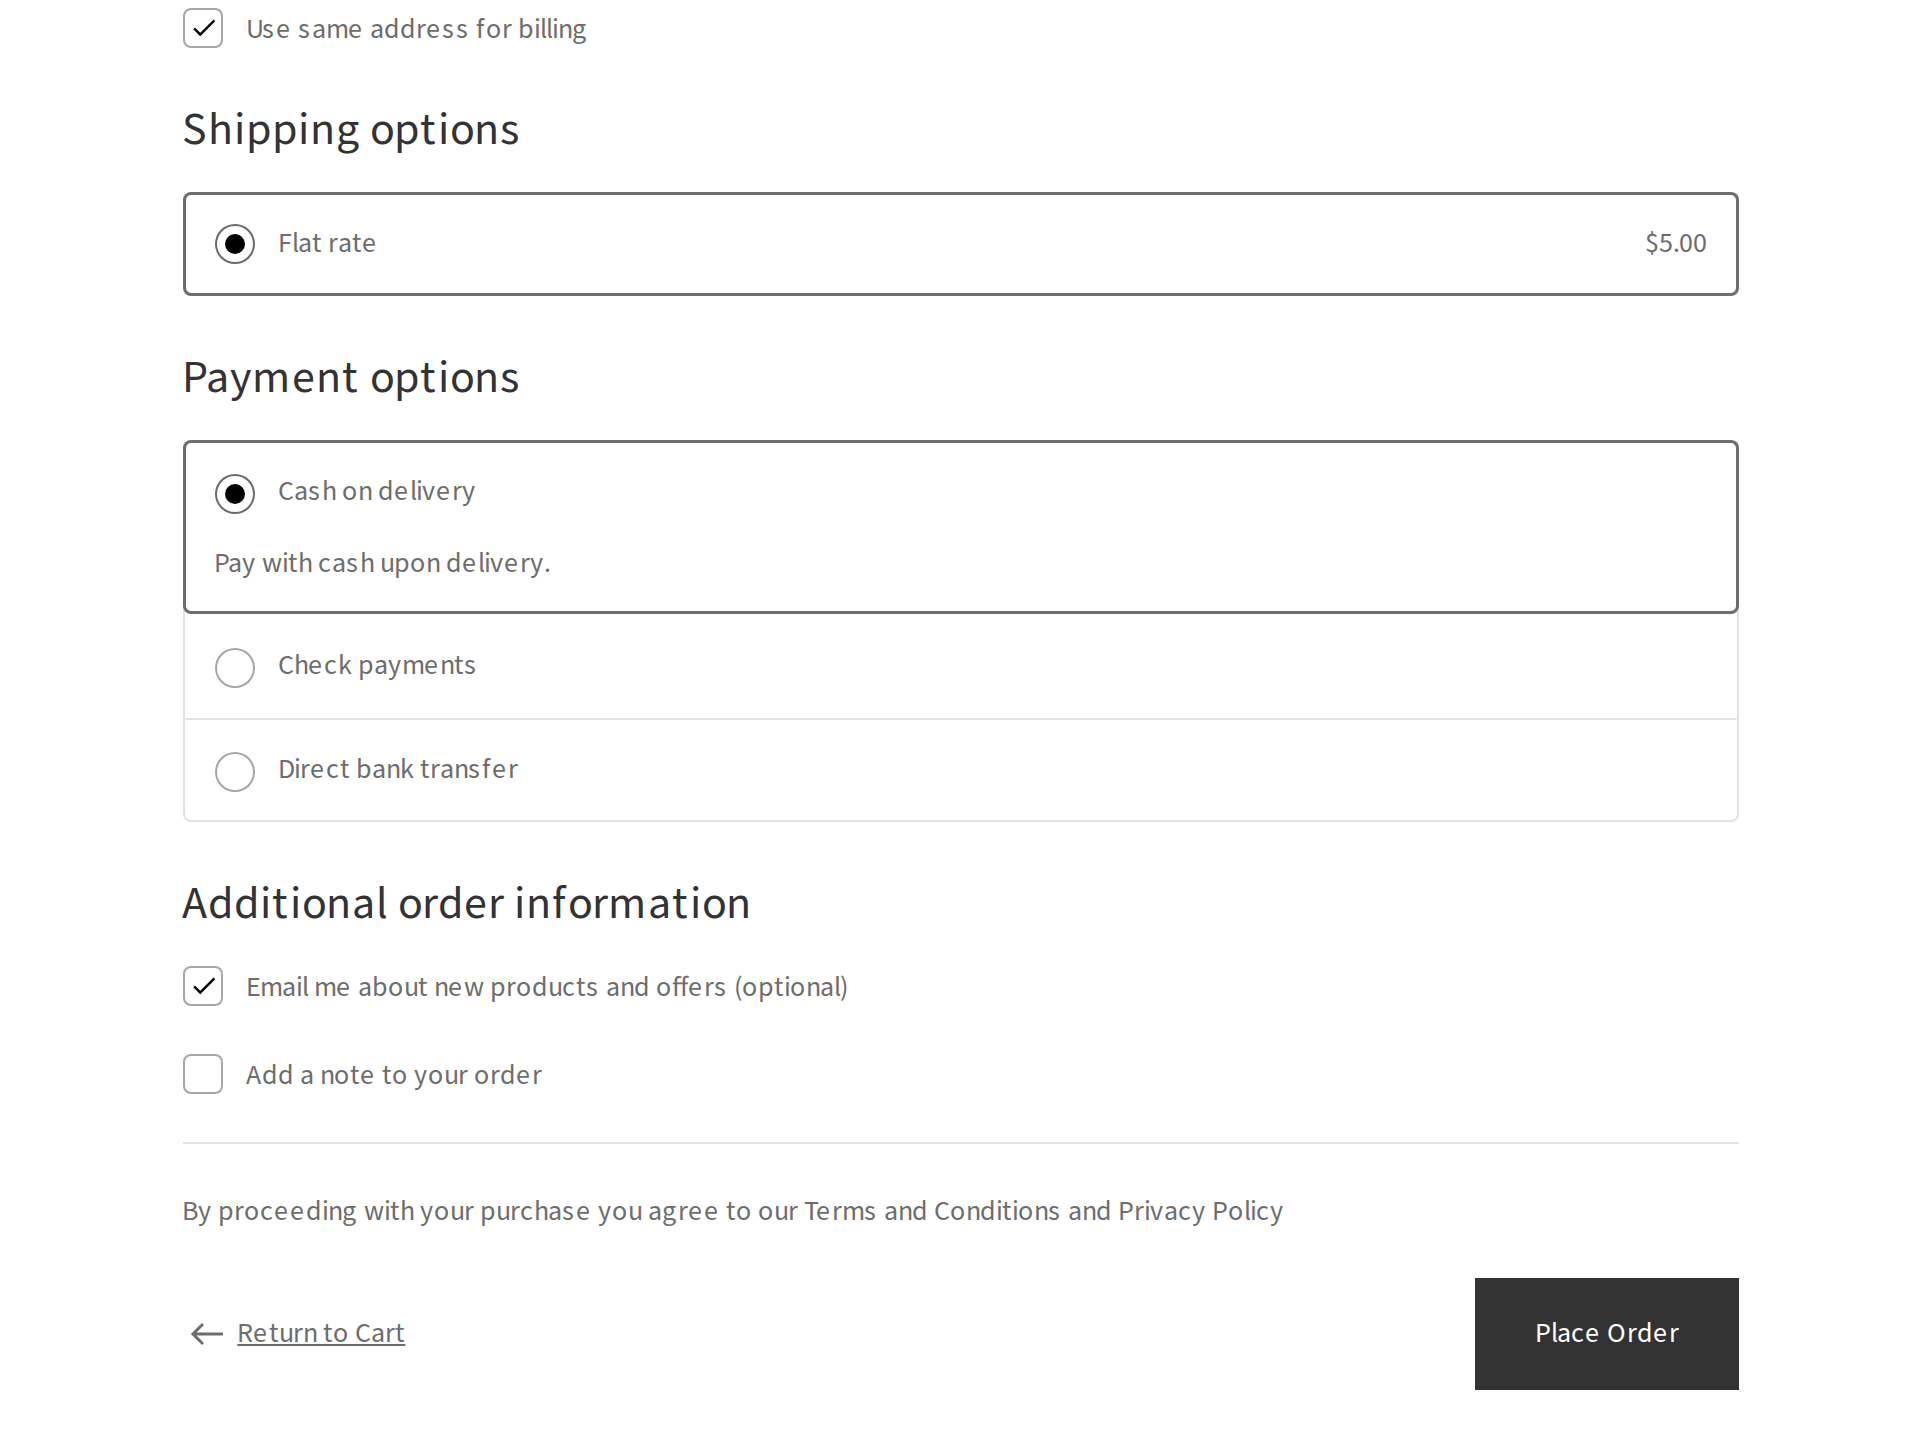 Use same address for billing
Shipping options
Flat rate
$5.00
Payment options
Cash on delivery
Pay with cash upon delivery.
Check payments
Direct bank transfer
Additional order information
Email me about new products and offers (optional)
Add a note to your order
By proceeding with your purchase you agree to our Terms and Conditions and Privacy Policy
Return to Cart
Place Order